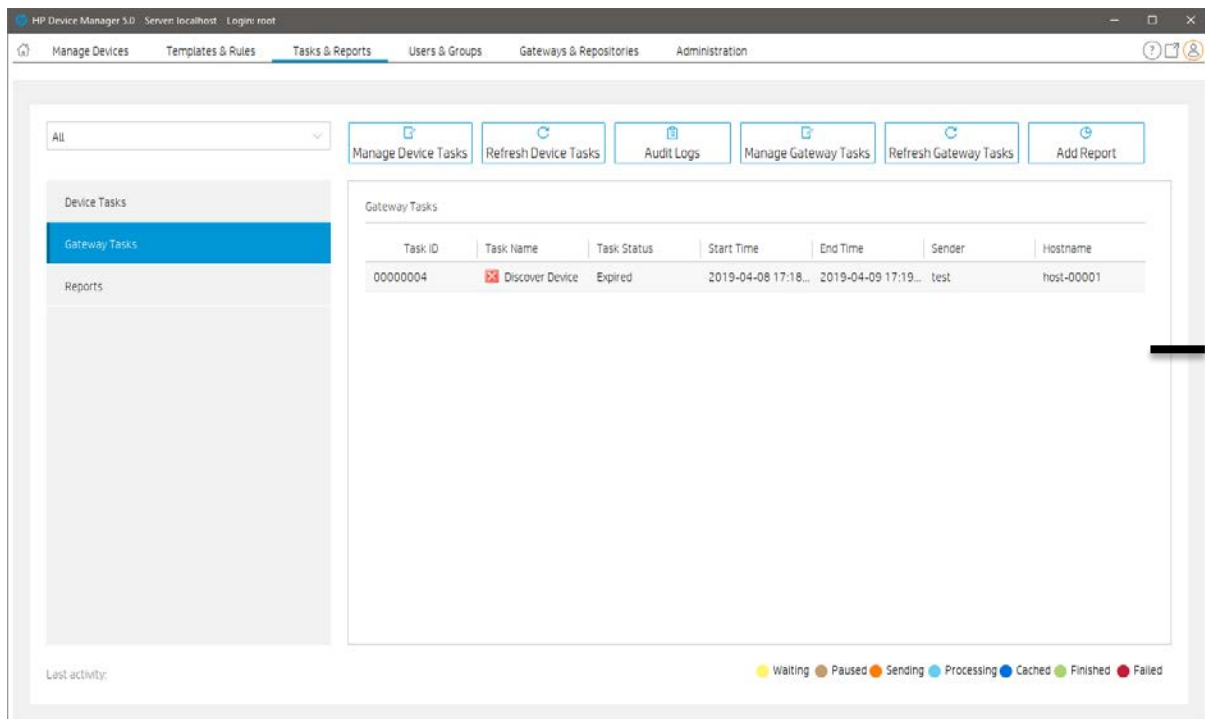 HP Device Manager 5.0 Server: localhost Login: root
Manage Devices Templates & Rules Tasks & Reports Users & Groups Gateways & Repositories Administration
All
Manage Device Tasks Refresh Device Tasks Audit Logs Manage Gateway Tasks Refresh Gateway Tasks Add Report
Device Tasks
Gateway Tasks
Reports
Gateway Tasks
Task ID Task Name Task Status Start Time End Time Sender Hostname
00000004 Discover Device Expired 2019-04-08 17:18... 2019-04-09 17:19... test host-00001
Last activity:
Waiting Paused Sending Processing Cached Finished Failed